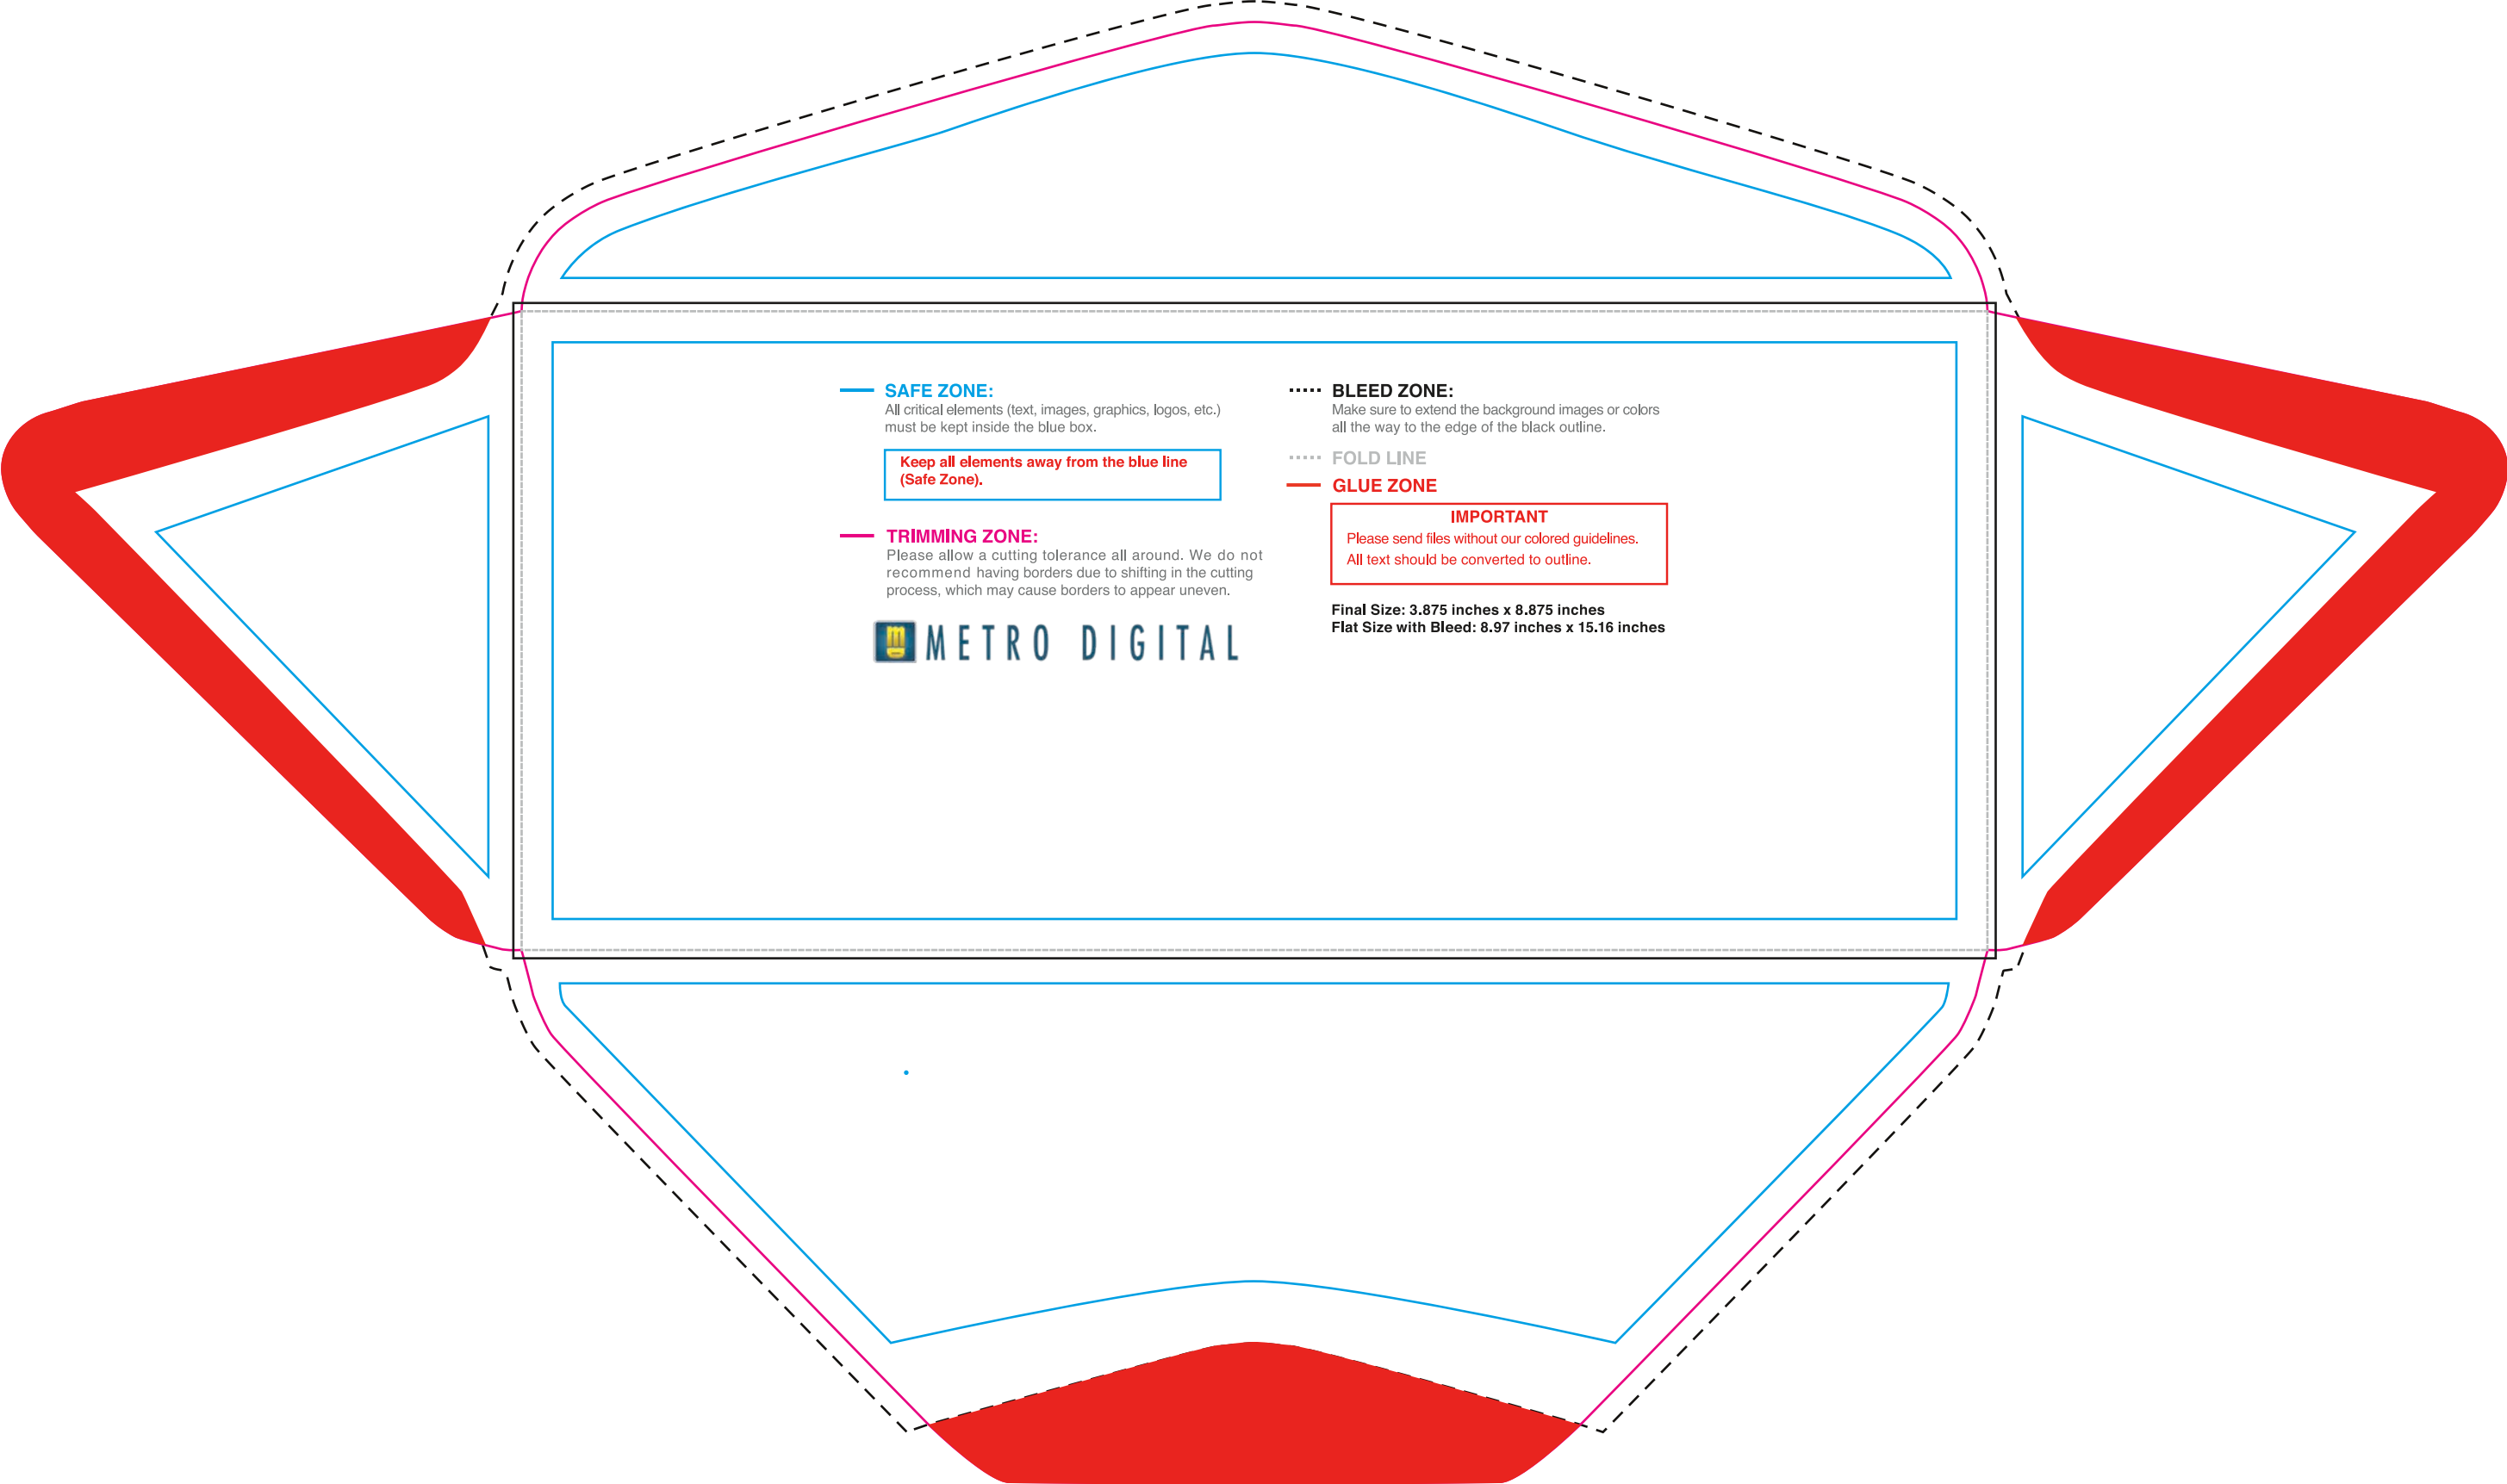 SAFE ZONE:
All critical elements (text, images, graphics, logos, etc.)
must be kept inside the blue box.
Keep all elements away from the blue line
(Safe Zone).
TRIMMING ZONE:
Please allow a cutting tolerance all around. We do not
recommend having borders due to shifting in the cutting
process, which may cause borders to appear uneven.
METRO DIGITAL
BLEED ZONE:
Make sure to extend the background images or colors
all the way to the edge of the black outline.
FOLD LINE
GLUE ZONE
IMPORTANT
Please send files without our colored guidelines.
All text should be converted to outline.
Final Size: 3.875 inches x 8.875 inches
Flat Size with Bleed: 8.97 inches x 15.16 inches